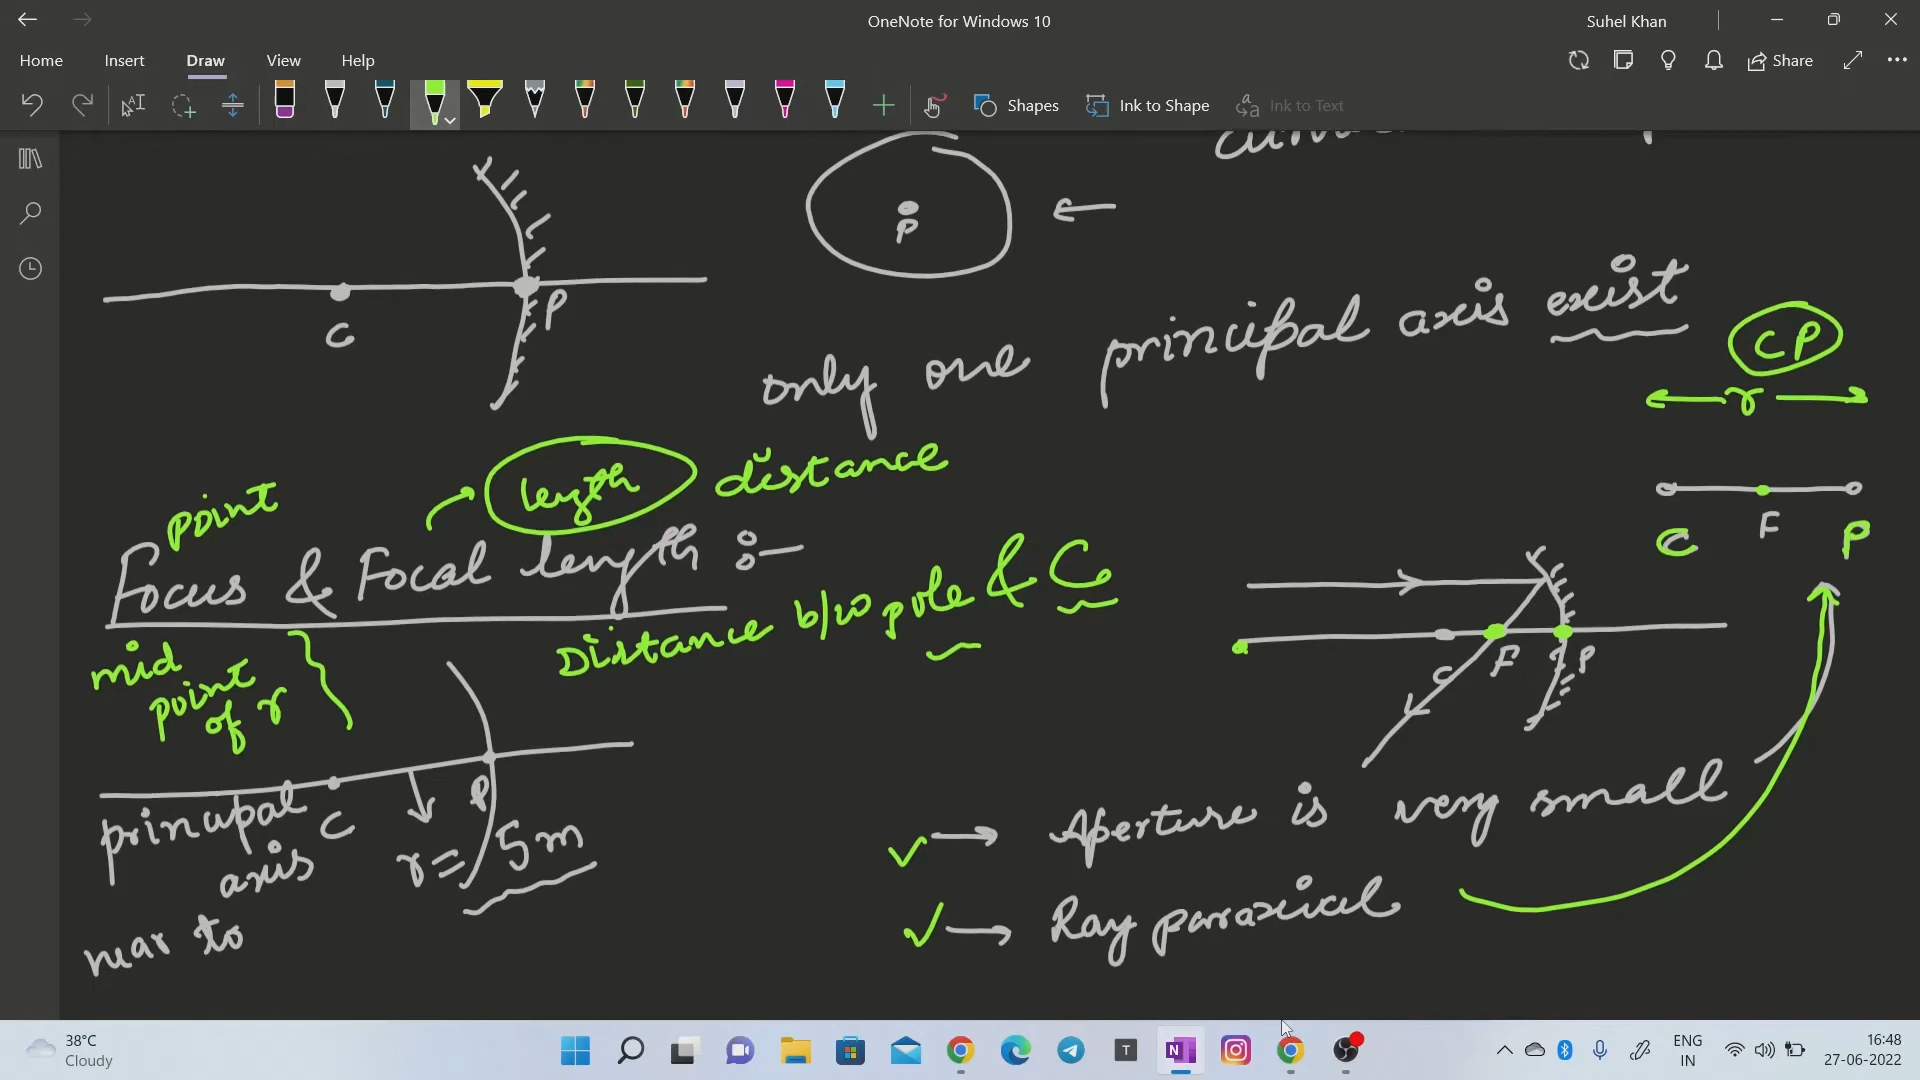 OneNote for Windows 10
Suhel Khan
Home Insert Draw View Help
Share
Shapes
Ink to Shape
Ink to Text
P
C
P
only one principal axis exist
CP
r
C F P
point
length distance
Focus & Focal length :-
Distance b/w pole & C
mid
point
of r
C F P
principal
axis
C
P
r = 5m
near to
→ Aperture is very small
→ Ray paraxial
38°C
Cloudy
T
N
ENG
IN
16:48
27-06-2022